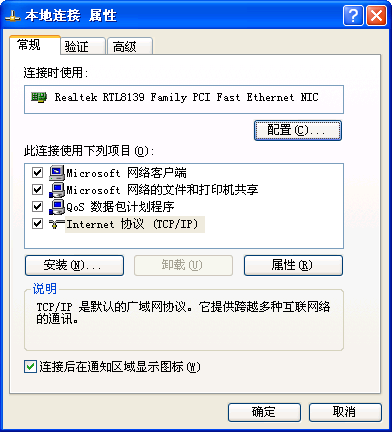 本地连接 属性
常规 验证 高级
连接时使用:
Realtek RTL8139 Family PCI Fast Ethernet NIC
配置(C)...
此连接使用下列项目(O):
Microsoft 网络客户端
Microsoft 网络的文件和打印机共享
QoS 数据包计划程序
Internet 协议 (TCP/IP)
安装(N)... 卸载(U) 属性(R)
说明
TCP/IP 是默认的广域网协议。它提供跨越多种互联网络
的通讯。
连接后在通知区域显示图标(W)
确定 取消